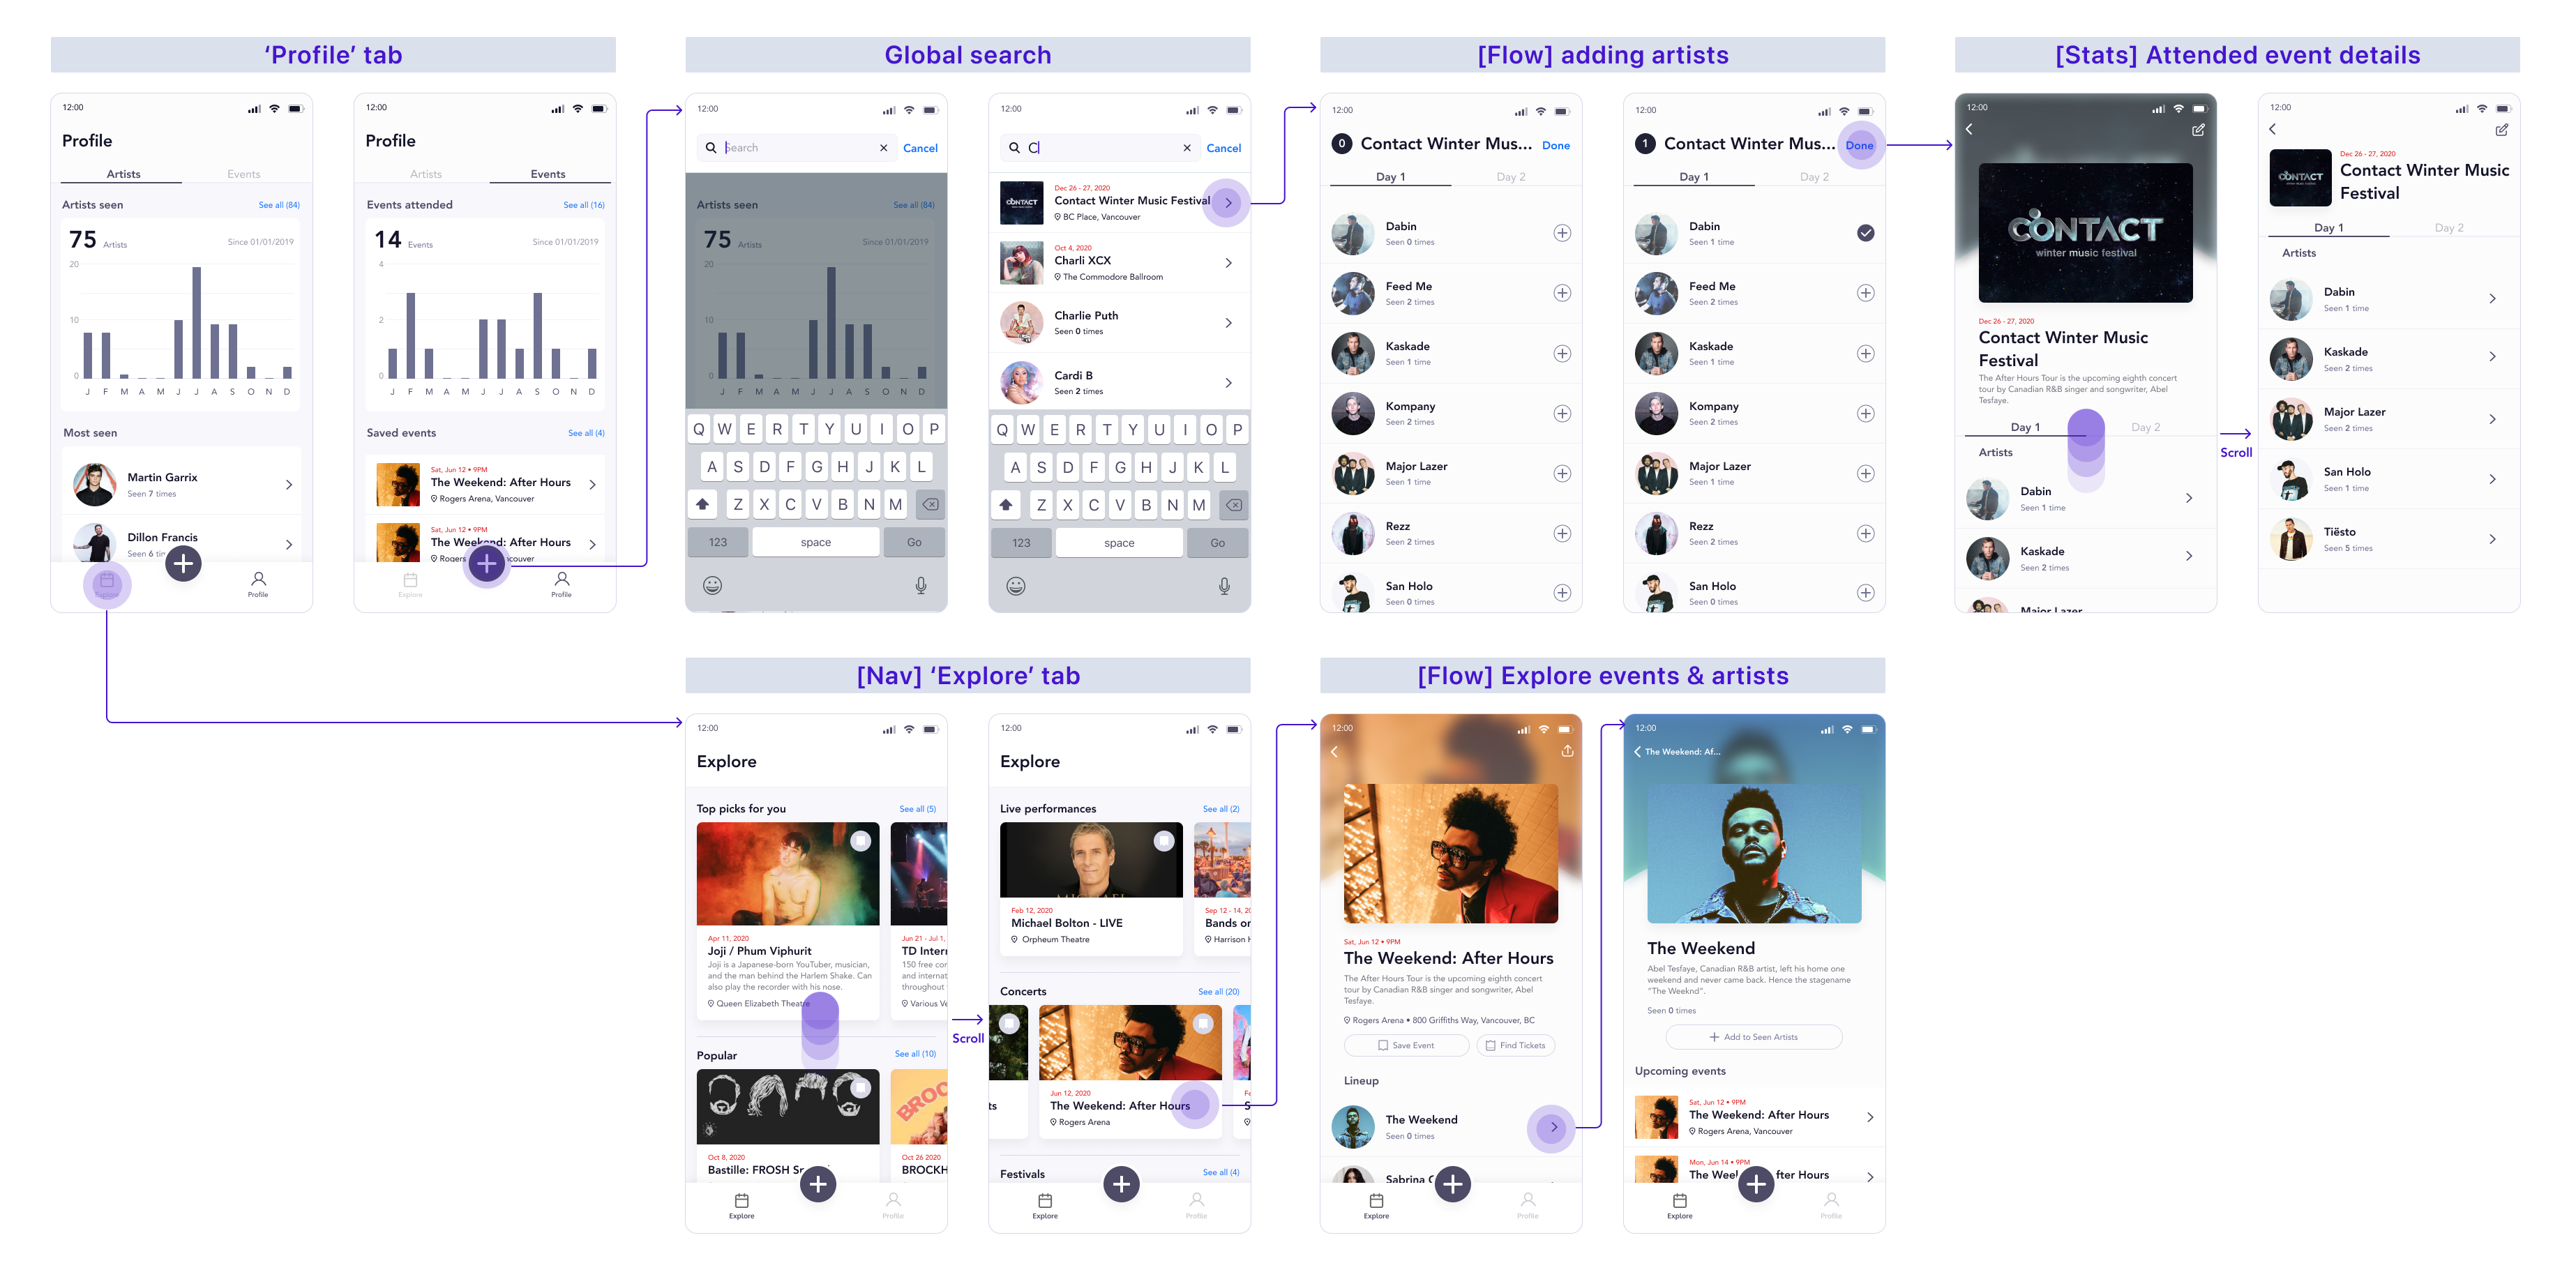 ‘Profile’ tab
Global search
[Flow] adding artists
[Stats] Attended event details
12:00
Profile
Artists
Events
Artists seen
See all (84)
75 Artists
Since 01/01/2019
20
10
0
J F M A M J J A S O N D
Most seen
Martin Garrix
Seen 7 times
Dillon Francis
Seen 6
Explore
Profile
12:00
Profile
Artists
Events
Events attended
See all (16)
14 Events
Since 01/01/2019
4
2
0
J F M A M J J A S O N D
Saved events
See all (4)
Sat, Jun 12 • 9PM
The Weekend: After Hours
Rogers Arena, Vancouver
Sat, Jun 12 • 9PM
The Weekend: After Hours
Explore
Profile
12:00
Search
Cancel
Artists seen
See all (84)
75 Artists
Since 01/01/2019
20
10
0
J F M A M J J A S O N D
Q W E R T Y U I O P
A S D F G H J K L
Z X C V B N M
123
space
Go
12:00
C
Cancel
CONTACT
Dec 26 - 27, 2020
Contact Winter Music Festival
BC Place, Vancouver
Oct 4, 2020
Charli XCX
The Commodore Ballroom
Charlie Puth
Seen 0 times
Cardi B
Seen 2 times
Q W E R T Y U I O P
A S D F G H J K L
Z X C V B N M
123
space
Go
12:00
0 Contact Winter Mus...
Done
Day 1
Day 2
Dabin
Seen 0 times
Feed Me
Seen 2 times
Kaskade
Seen 1 time
Kompany
Seen 2 times
Major Lazer
Seen 1 time
Rezz
Seen 2 times
San Holo
Seen 0 times
12:00
1 Contact Winter Mus...
Done
Day 1
Day 2
Dabin
Seen 1 time
Feed Me
Seen 2 times
Kaskade
Seen 1 time
Kompany
Seen 2 times
Major Lazer
Seen 1 time
Rezz
Seen 2 times
San Holo
Seen 0 times
12:00
CONTACT
winter music festival
Dec 26 - 27, 2020
Contact Winter Music
Festival
The After Hours Tour is the upcoming eighth concert
tour by Canadian R&B singer and songwriter, Abel
Tesfaye.
Day 1
Day 2
Artists
Dabin
Seen 1 time
Kaskade
Seen 2 times
Major Lazer
Scroll
12:00
CONTACT
Dec 26 - 27, 2020
Contact Winter Music
Festival
Day 1
Day 2
Artists
Dabin
Seen 1 time
Kaskade
Seen 2 times
Major Lazer
Seen 2 times
San Holo
Seen 1 time
Tiësto
Seen 5 times
[Nav] ‘Explore’ tab
[Flow] Explore events & artists
12:00
Explore
Top picks for you
See all (5)
Apr 11, 2020
Joji / Phum Viphurit
Joji is a Japanese-born YouTuber, musician,
and the man behind the Harlem Shake. Can
also play the recorder with his nose.
Queen Elizabeth Theatre
Jun 21 - Jul 1,
TD Intern
150 free con
and internat
throughout
Various Ve
Popular
See all (10)
BROC
Oct 8, 2020
Bastille: FROSH
Oct 26 2020
BROCKH
Explore
Profile
Scroll
12:00
Explore
Live performances
See all (2)
Feb 12, 2020
Michael Bolton - LIVE
Orpheum Theatre
Sep 12 - 14, 20
Bands on
Harrison H
Concerts
See all (20)
ts
Jun 12, 2020
The Weekend: After Hours
Rogers Arena
Fe
S
Festivals
See all (4)
Explore
Profile
12:00
Sat, Jun 12 • 9PM
The Weekend: After Hours
The After Hours Tour is the upcoming eighth concert
tour by Canadian R&B singer and songwriter, Abel
Tesfaye.
Rogers Arena • 800 Griffiths Way, Vancouver, BC
Save Event
Find Tickets
Lineup
The Weekend
Seen 0 times
Sabrina C
Explore
Profile
12:00
The Weekend: Af...
The Weekend
Abel Tesfaye, Canadian R&B artist, left his home one
weekend and never came back. Hence the stagename
“The Weeknd”.
Seen 0 times
Add to Seen Artists
Upcoming events
Sat, Jun 12 • 9PM
The Weekend: After Hours
Rogers Arena, Vancouver
Mon, Jun 14 • 9PM
The Wee fter Hours
Explore
Profile